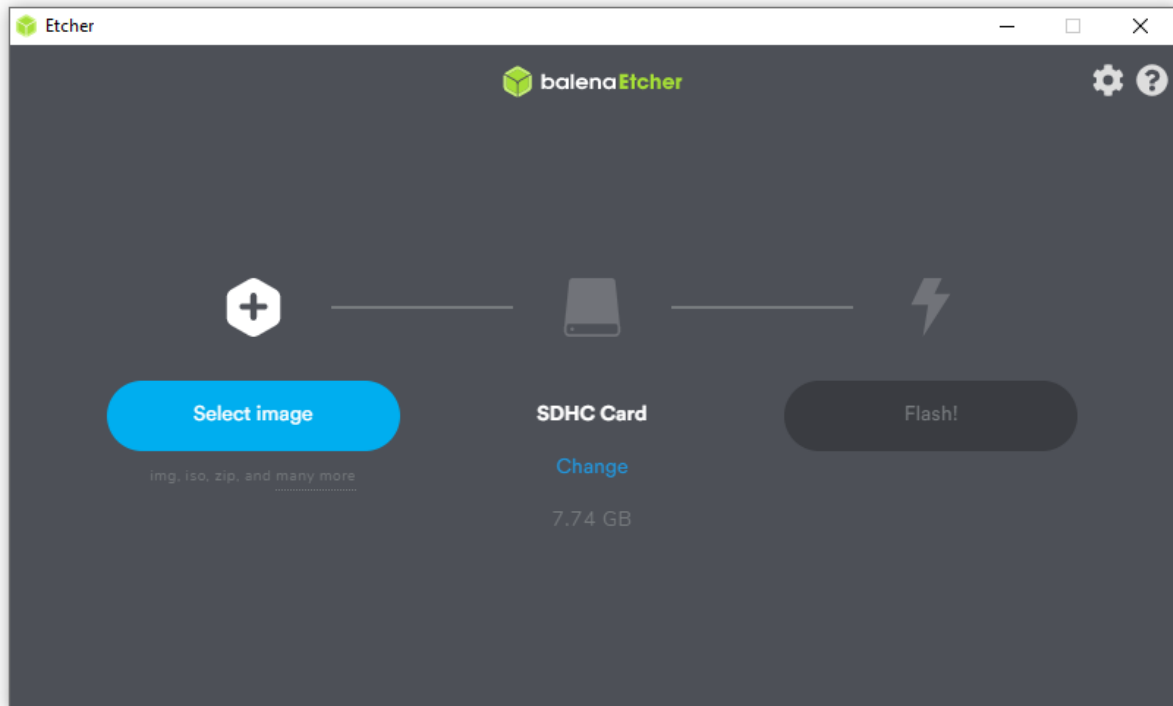 Etcher
balenaEtcher
Select image
SDHC Card
Flash!
Change
img, iso, zip, and many more
7.74 GB